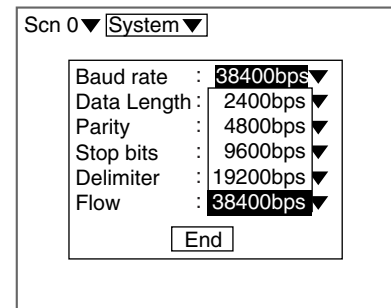 Scn 0▼ System▼
Baud rate : 38400bps▼
Data Length : 2400bps▼
Parity : 4800bps▼
Stop bits : 9600bps▼
Delimiter : 19200bps▼
Flow : 38400bps▼
End